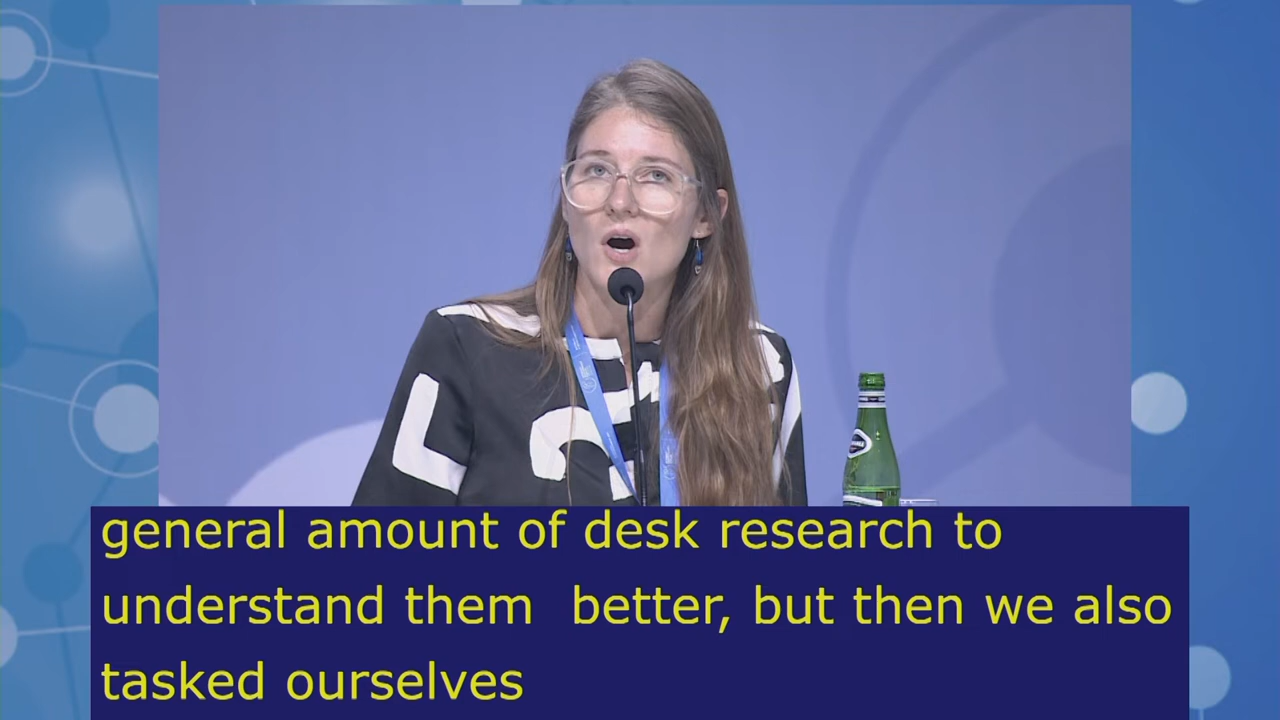 general amount of desk research to
understand them  better, but then we also
tasked ourselves